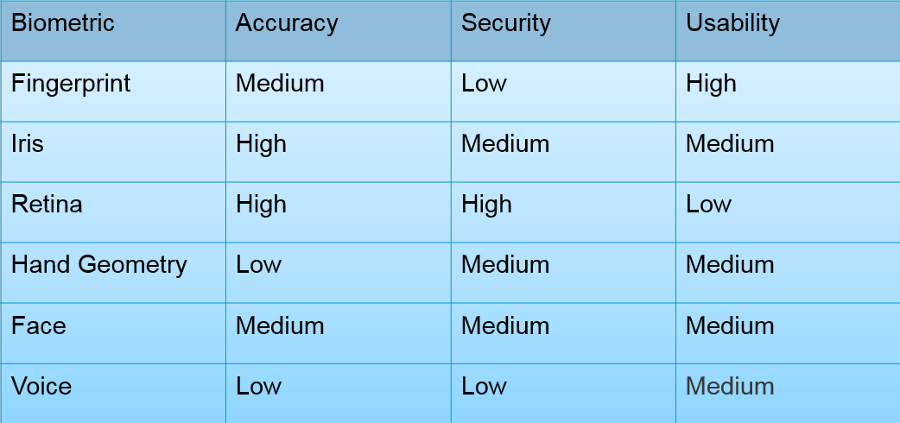 Biometric Accuracy Security Usability
Fingerprint Medium Low High
Iris High Medium Medium
Retina High High Low
Hand Geometry Low Medium Medium
Face Medium Medium Medium
Voice Low Low Medium